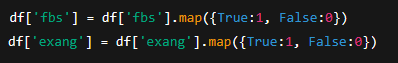 df['fbs'] = df['fbs'].map({True:1, False:0})
df['exang'] = df['exang'].map({True:1, False:0})